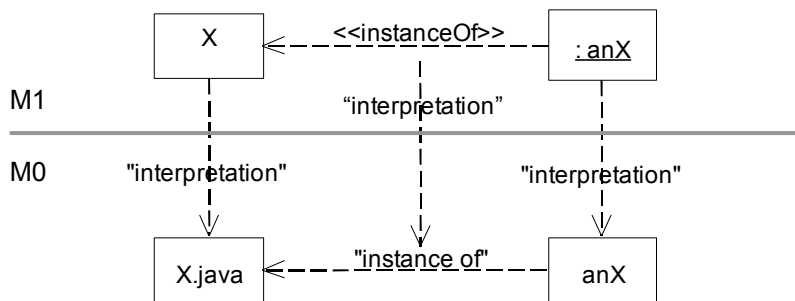 X
<<instanceOf>>
: anX
M1
“interpretation”
M0
"interpretation"
"interpretation"
X.java
"instance of"
anX